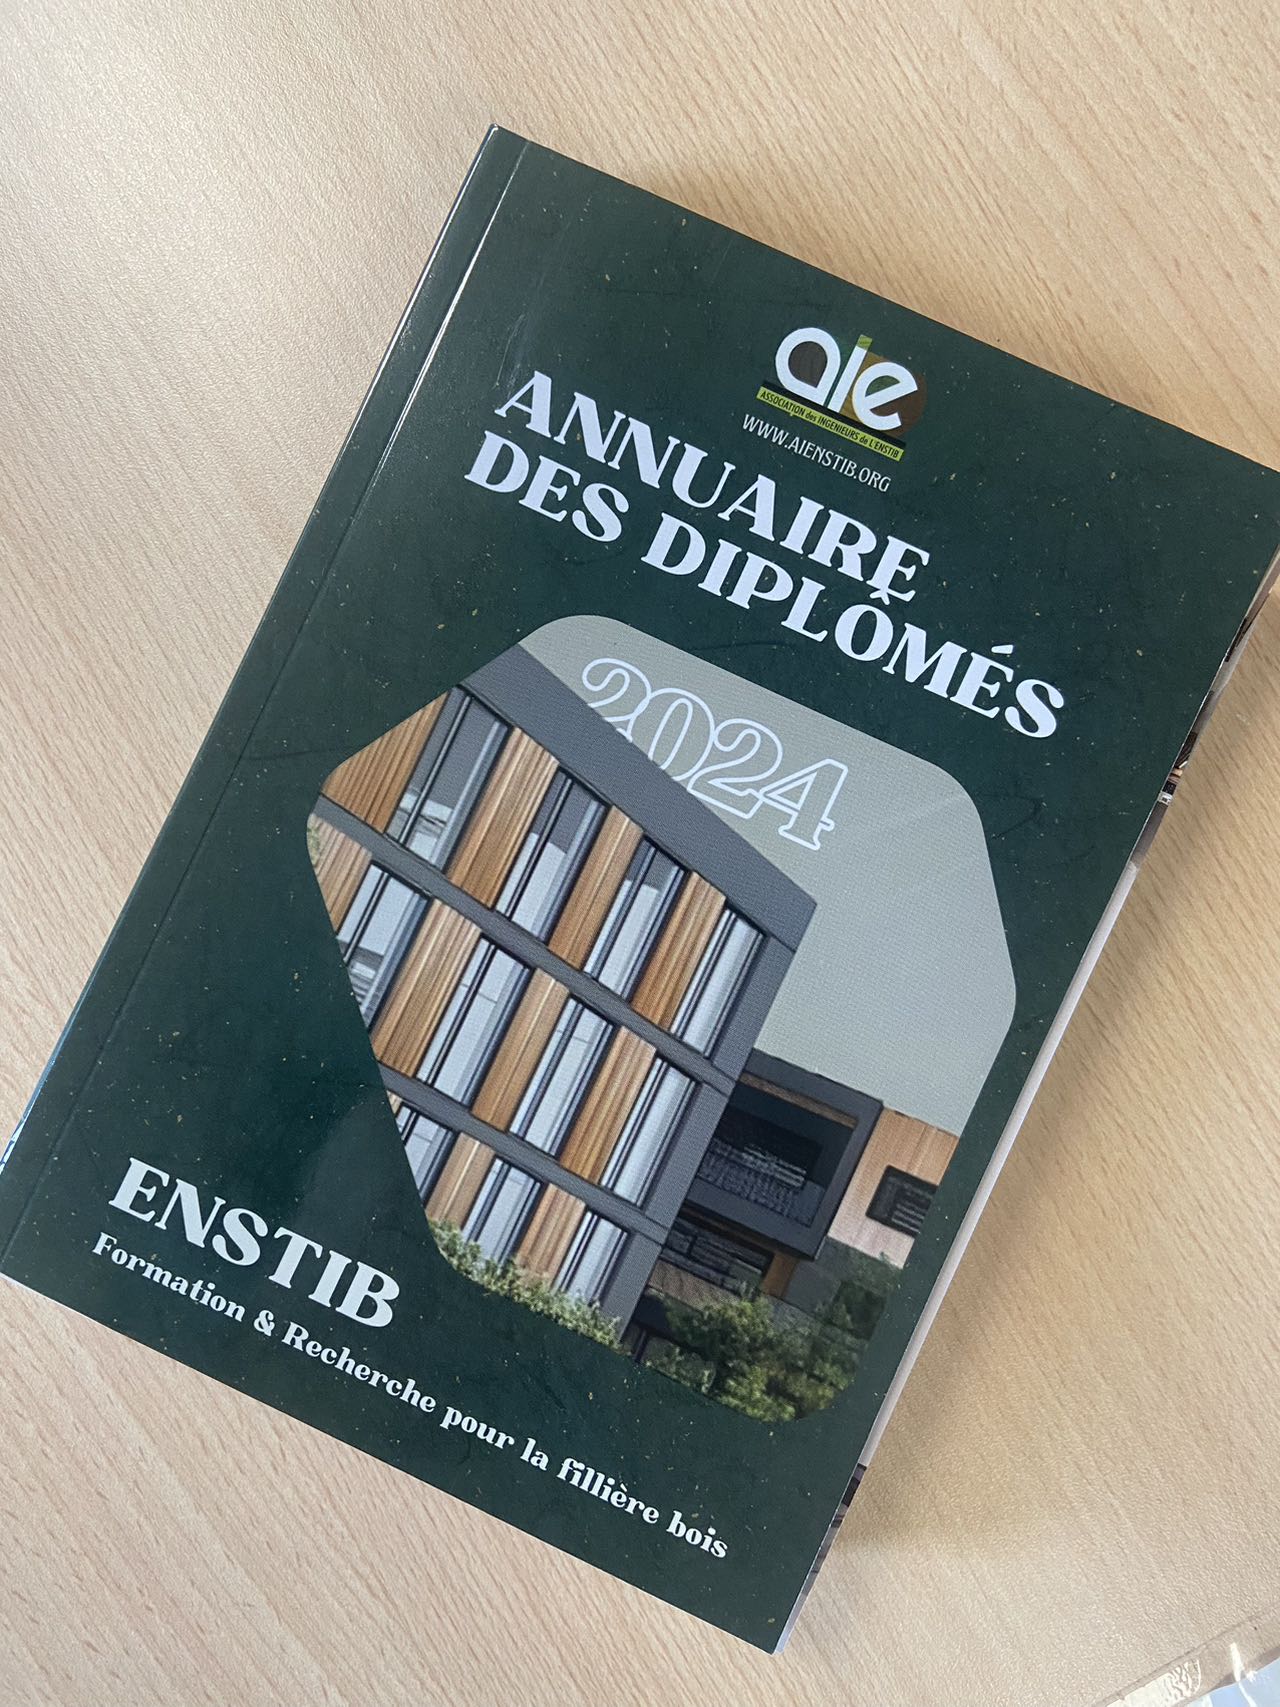 aie
ASSOCIATION des INGENIEURS de L'ENSTIB
WWW.AIENSTIB.ORG
ANNUAIRE
DES DIPLÔMÉS
2024
ENSTIB
Formation & Recherche pour la fillière bois